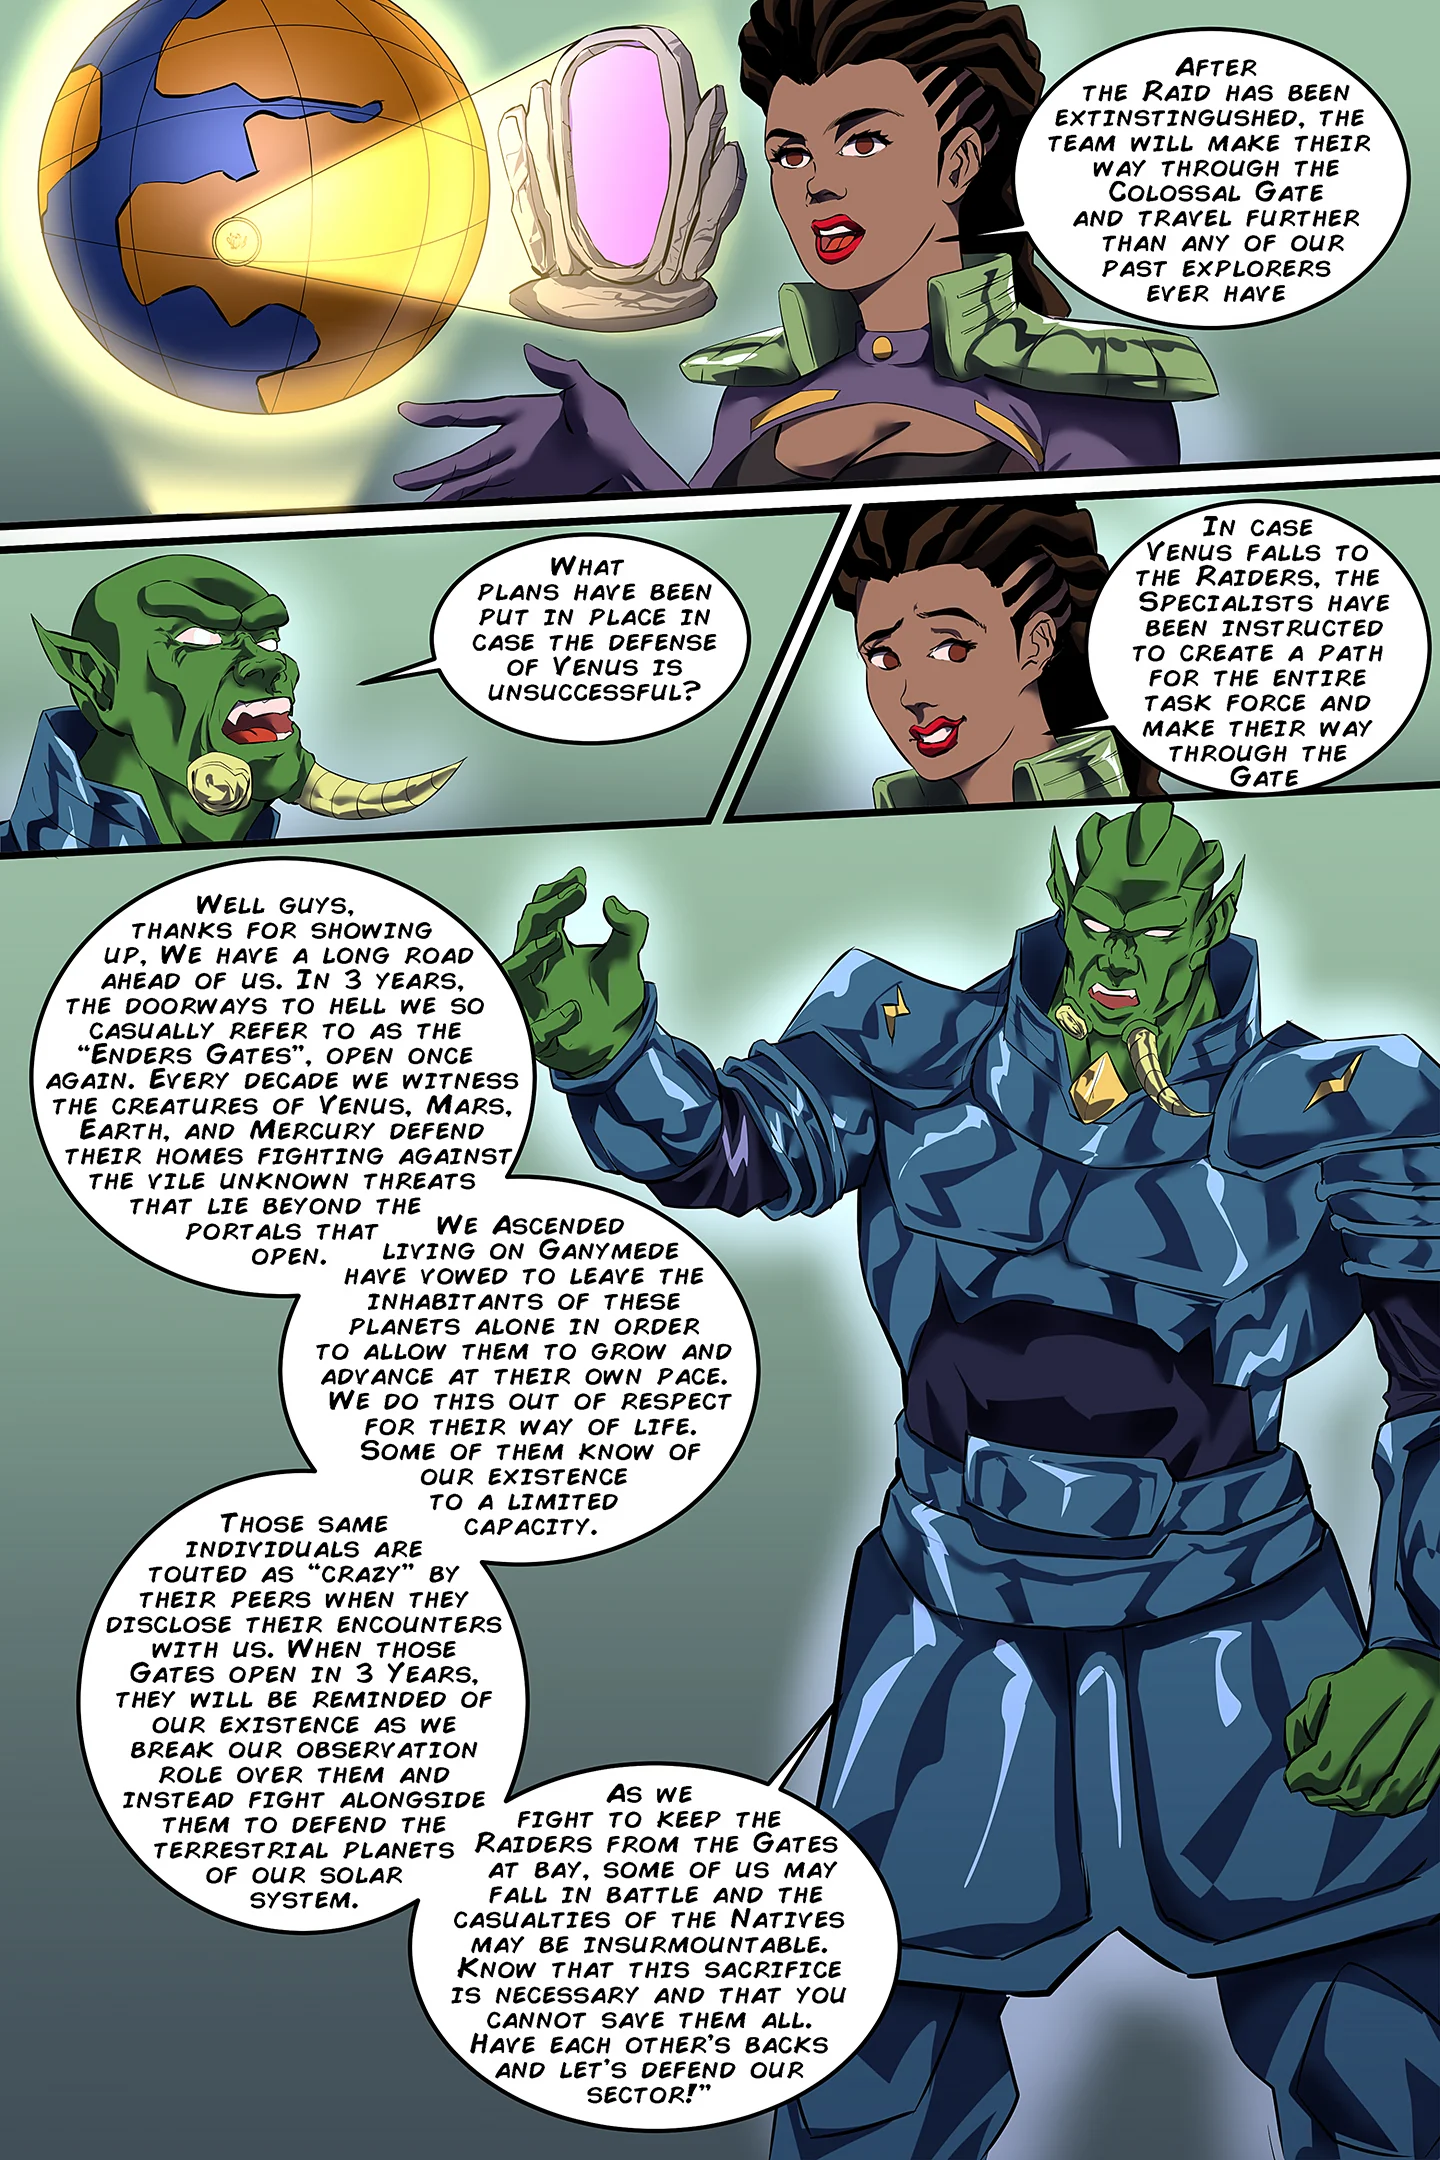 After
the Raid has been
extinstingushed, the
team will make their
way through the
Colossal Gate
and travel further
than any of our
past explorers
ever have
What
plans have been
put in place in
case the defense
of Venus is
unsuccessful?
In case
Venus falls to
the Raiders, the
Specialists have
been instructed
to create a path
for the entire
task force and
make their way
through the
Gate
Well guys,
thanks for showing
up, We have a long road
ahead of us. In 3 years,
the doorways to hell we so
casually refer to as the
"Enders Gates", open once
again. Every decade we witness
the creatures of Venus, Mars,
Earth, and Mercury defend
their homes fighting against
the vile unknown threats
that lie beyond the
portals that
open.
We Ascended
living on Ganymede
have vowed to leave the
inhabitants of these
planets alone in order
to allow them to grow and
advance at their own pace.
We do this out of respect
for their way of life.
Some of them know of
our existence
to a limited
capacity.
Those same
individuals are
touted as "crazy" by
their peers when they
disclose their encounters
with us. When those
Gates open in 3 Years,
they will be reminded of
our existence as we
break our observation
role over them and
instead fight alongside
them to defend the
terrestrial planets
of our solar
system.
As we
fight to keep the
Raiders from the Gates
at bay, some of us may
fall in battle and the
casualties of the Natives
may be insurmountable.
Know that this sacrifice
is necessary and that you
cannot save them all.
Have each other's backs
and let's defend our
sector!"